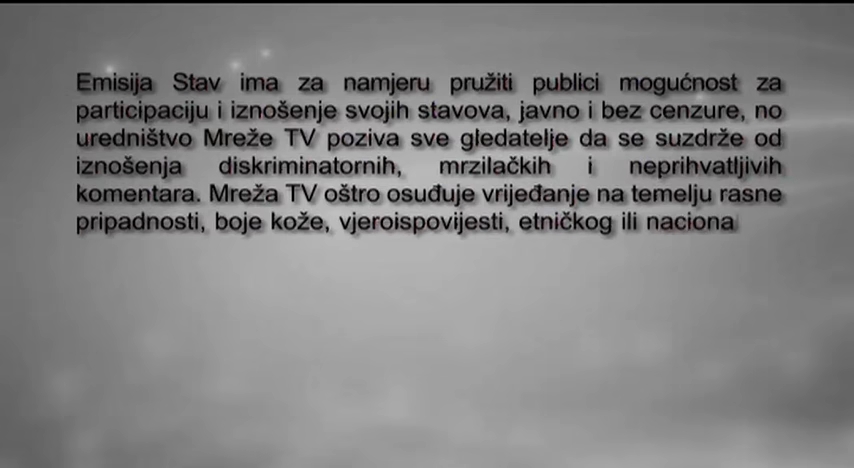 Emisija Stav ima za namjeru pružiti publici mogućnost za
participaciju i iznošenje svojih stavova, javno i bez cenzure, no
uredništvo Mreže TV poziva sve gledatelje da se suzdrže od
iznošenja diskriminatornih, mrzilačkih i neprihvatljivih
komentara. Mreža TV oštro osuđuje vrijeđanje na temelju rasne
pripadnosti, boje kože, vjeroispovijesti, etničkog ili naciona